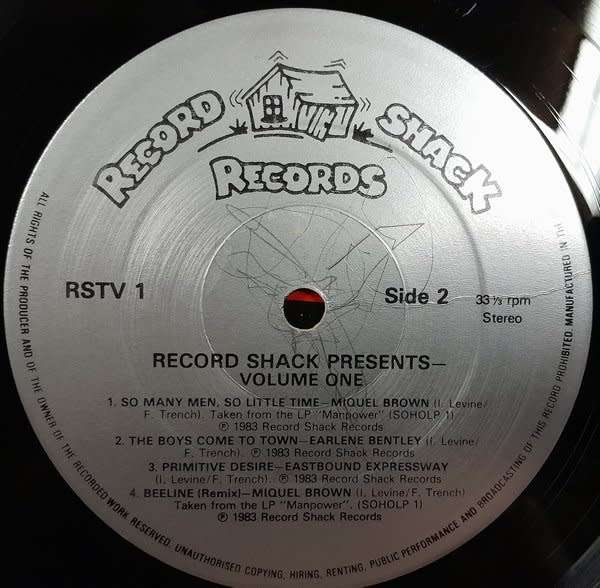 RECORD SHACK
RECORDS
RSTV 1
Side 2
33⅓ rpm
Stereo
RECORD SHACK PRESENTS—
VOLUME ONE
1. SO MANY MEN, SO LITTLE TIME—MIQUEL BROWN (I. Levine/
F. Trench). Taken from the LP "Manpower" (SOHOLP 1)
℗ 1983 Record Shack Records
2. THE BOYS COME TO TOWN—EARLENE BENTLEY (I. Levine/
F. Trench). ℗ 1983 Record Shack Records
3. PRIMITIVE DESIRE—EASTBOUND EXPRESSWAY
(I. Levine/F. Trench). ℗ 1983 Record Shack Records
4. BEELINE (Remix)—MIQUEL BROWN (I. Levine/F. Trench)
Taken from the LP "Manpower". (SOHOLP 1)
℗ 1983 Record Shack Records
ALL RIGHTS OF THE PRODUCER AND OF THE OWNER OF THE RECORDED WORK RESERVED. UNAUTHORISED COPYING, HIRING, RENTING, PUBLIC PERFORMANCE AND BROADCASTING OF THIS RECORD PROHIBITED. MANUFACTURED IN THE